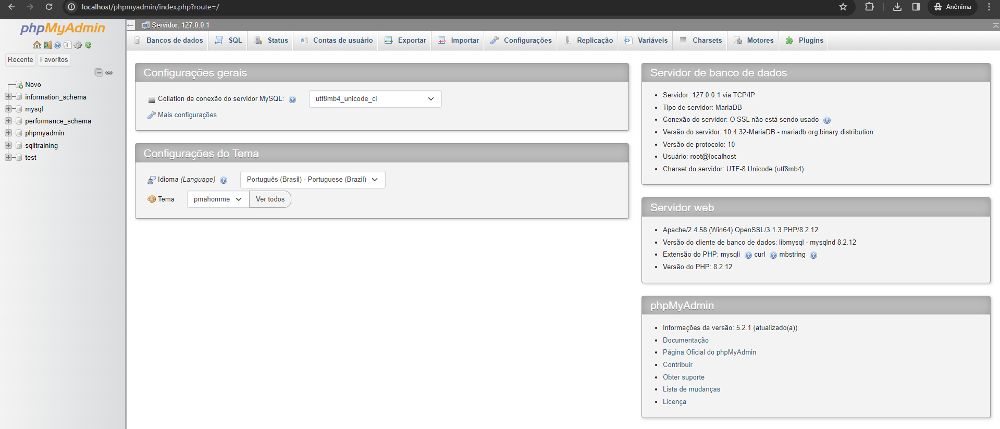 localhost/phpmyadmin/index.php?route=/
Anônima
phpMyAdmin
Recente Favoritos
Novo
information_schema
mysql
performance_schema
phpmyadmin
sqlitraining
test
Servidor: 127.0.0.1
Bancos de dados SQL Status Contas de usuário Exportar Importar Configurações Replicação Variáveis Charsets Motores Plugins
Configurações gerais
Collation de conexão do servidor MySQL: utf8mb4_unicode_ci
Mais configurações
Configurações do Tema
Idioma (Language) Português (Brasil) - Portuguese (Brazil)
Tema pmahomme Ver todos
Servidor de banco de dados
Servidor: 127.0.0.1 via TCP/IP
Tipo de servidor: MariaDB
Conexão do servidor: O SSL não está sendo usado
Versão do servidor: 10.4.32-MariaDB - mariadb.org binary distribution
Versão de protocolo: 10
Usuário: root@localhost
Charset do servidor: UTF-8 Unicode (utf8mb4)
Servidor web
Apache/2.4.58 (Win64) OpenSSL/3.1.3 PHP/8.2.12
Versão do cliente de banco de dados: libmysql - mysqlnd 8.2.12
Extensão do PHP: mysqli curl mbstring
Versão do PHP: 8.2.12
phpMyAdmin
Informações da versão: 5.2.1 (atualizado(a))
Documentação
Página Oficial do phpMyAdmin
Contribuir
Obter suporte
Lista de mudanças
Licença